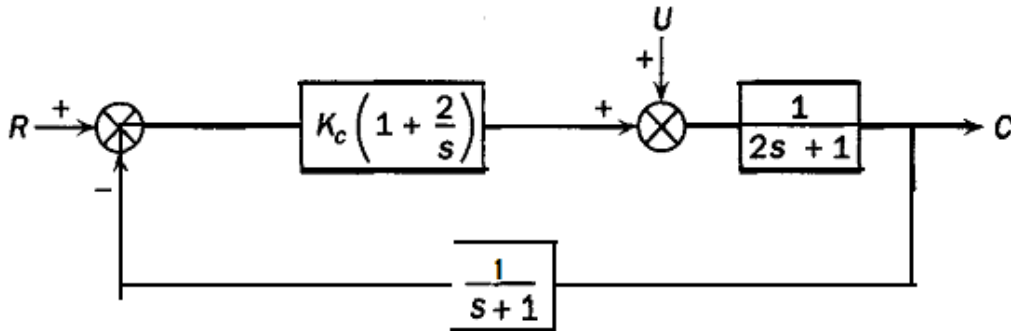 U
+
R + K_c(1 + 2/s) + 1/(2s + 1) C
−
1/(s + 1)